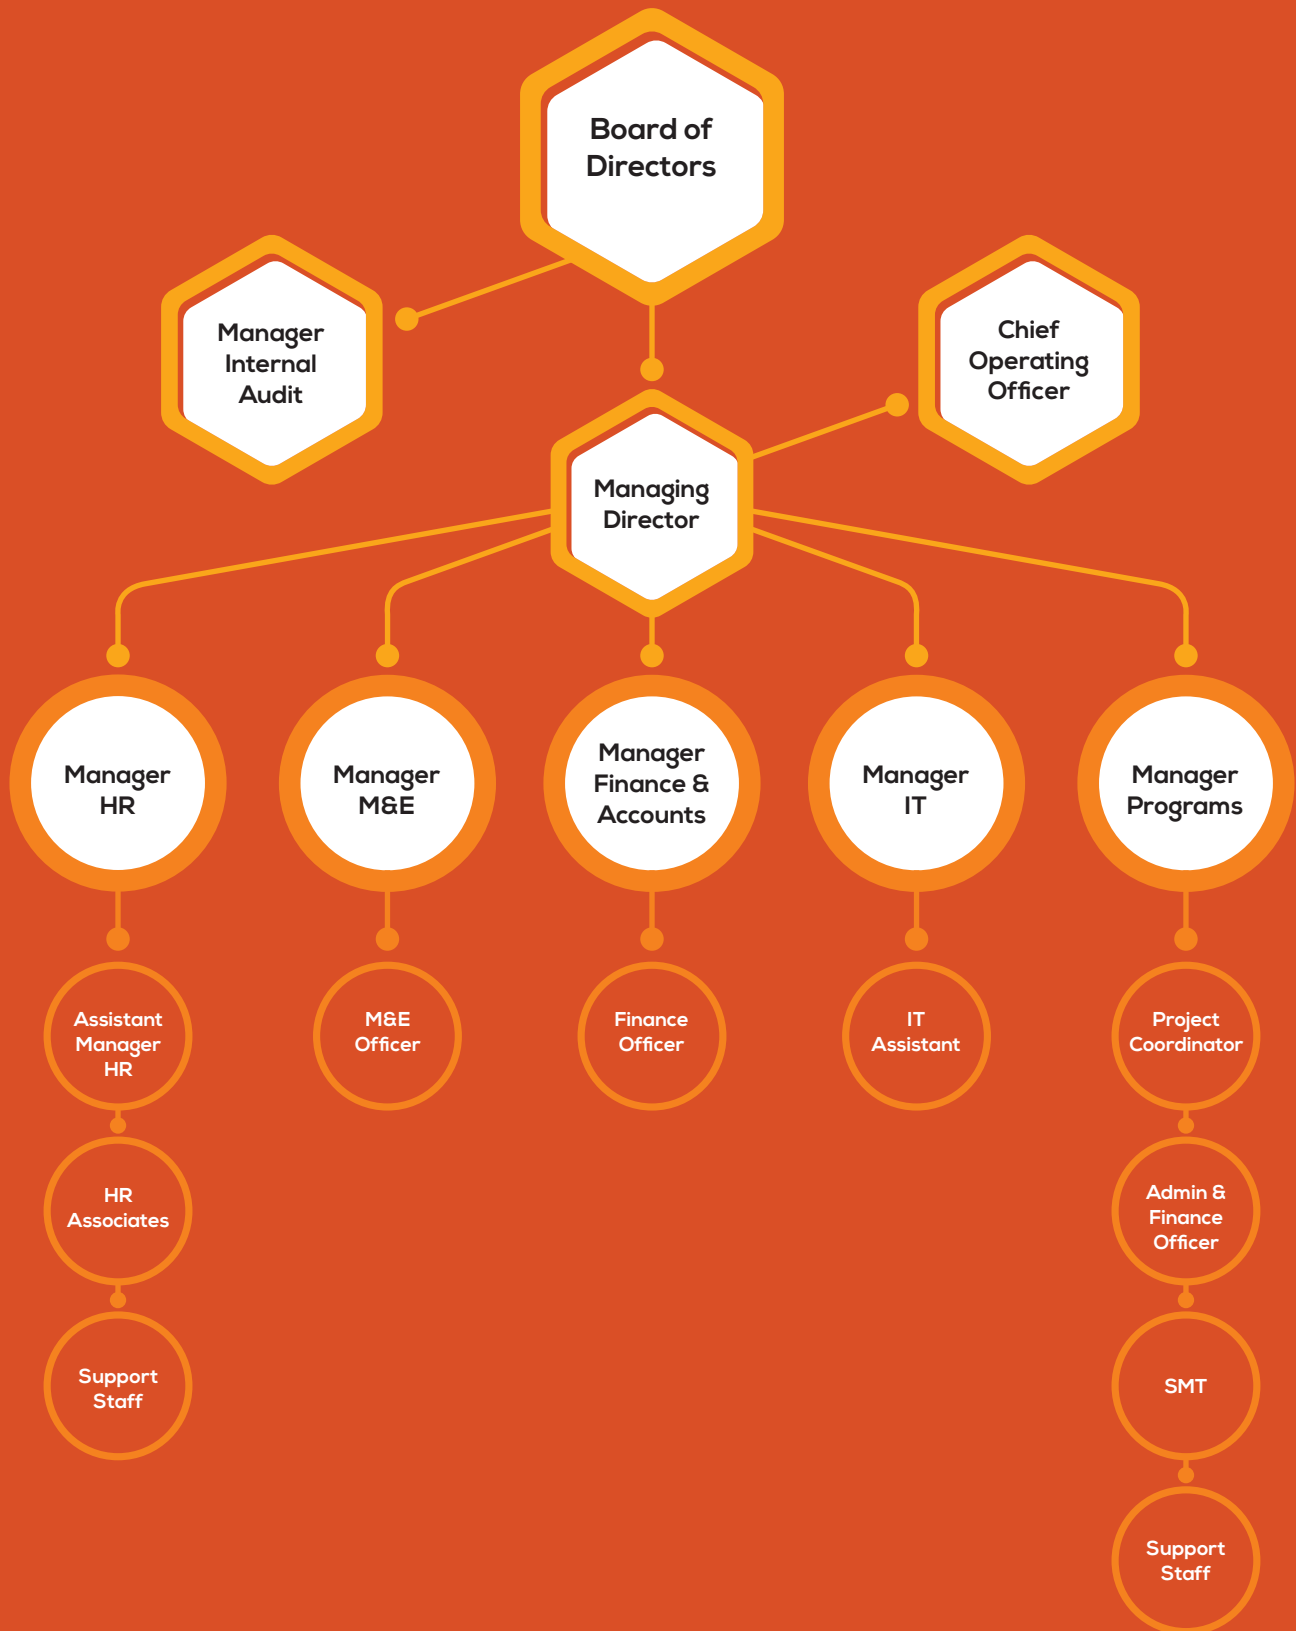 Board of
Directors
Manager
Internal
Audit
Chief
Operating
Officer
Managing
Director
Manager
HR
Manager
M&E
Manager
Finance &
Accounts
Manager
IT
Manager
Programs
Assistant
Manager
HR
M&E
Officer
Finance
Officer
IT
Assistant
Project
Coordinator
HR
Associates
Admin &
Finance
Officer
Support
Staff
SMT
Support
Staff